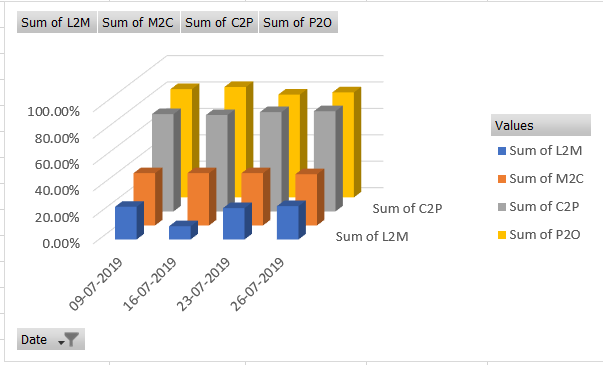 Sum of L2M Sum of M2C Sum of C2P Sum of P2O
100.00%
80.00%
60.00%
40.00%
20.00%
0.00%
09-07-2019
16-07-2019
23-07-2019
26-07-2019
Sum of C2P
Sum of L2M
Values
Sum of L2M
Sum of M2C
Sum of C2P
Sum of P2O
Date